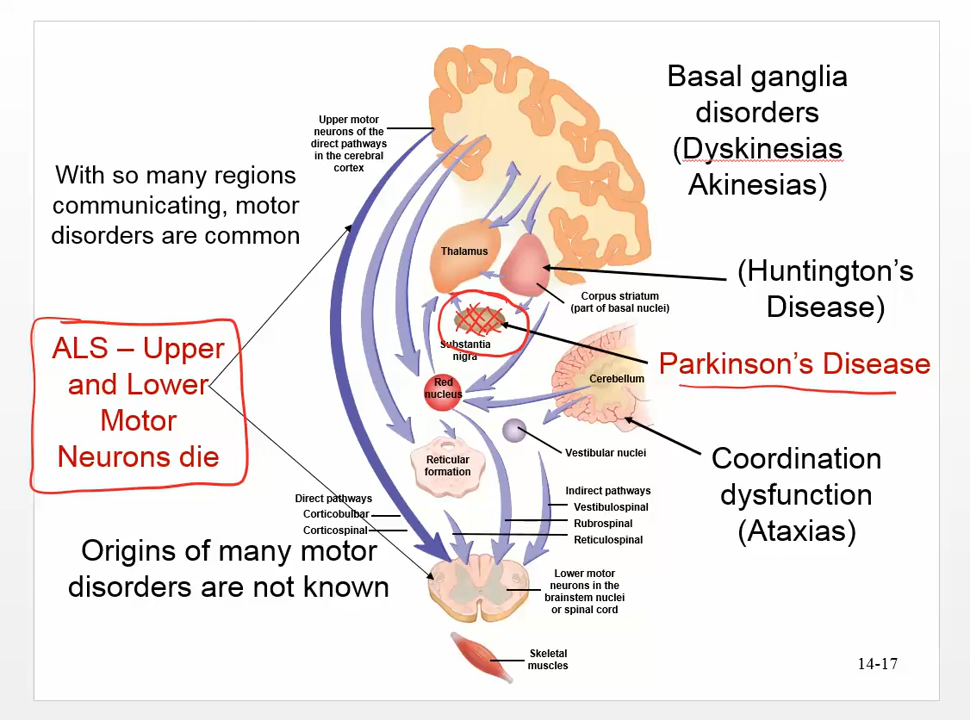 Basal ganglia
disorders
(Dyskinesias
Akinesias)
Upper motor
neurons of the
direct pathways
in the cerebral
cortex
With so many regions
communicating, motor
disorders are common
Thalamus
(Huntington's
Disease)
Corpus striatum
(part of basal nuclei)
ALS – Upper
and Lower
Motor
Neurons die
Substantia
nigra
Parkinson's Disease
Red
nucleus
Cerebellum
Vestibular nuclei
Reticular
formation
Coordination
dysfunction
(Ataxias)
Direct pathways
Corticobulbar
Corticospinal
Indirect pathways
Vestibulospinal
Rubrospinal
Reticulospinal
Origins of many motor
disorders are not known
Lower motor
neurons in the
brainstem nuclei
or spinal cord
Skeletal
muscles
14-17